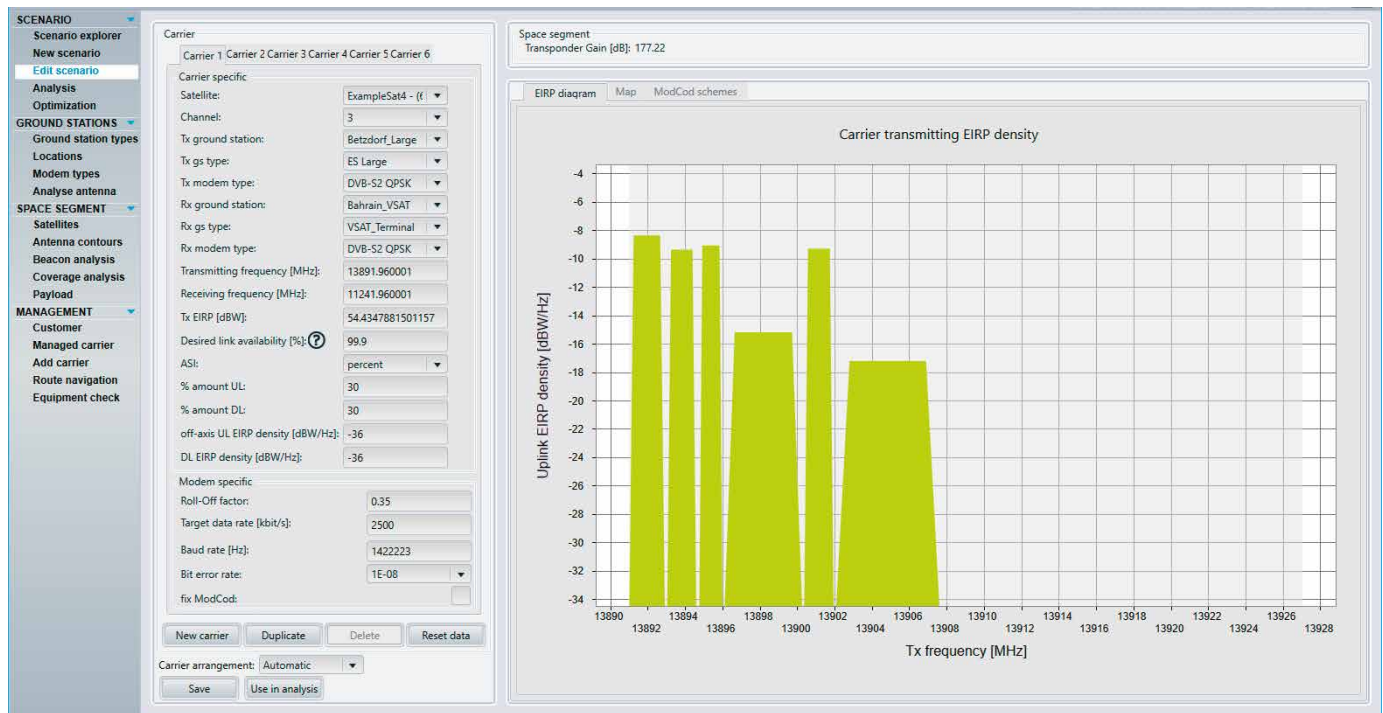 SCENARIO
Scenario explorer
New scenario
Edit scenario
Analysis
Optimization
GROUND STATIONS
Ground station types
Locations
Modem types
Analyse antenna
SPACE SEGMENT
Satellites
Antenna contours
Beacon analysis
Coverage analysis
Payload
MANAGEMENT
Customer
Managed carrier
Add carrier
Route navigation
Equipment check
Carrier
Carrier 1 Carrier 2 Carrier 3 Carrier 4 Carrier 5 Carrier 6
Carrier specific
Satellite: ExampleSat4 - (6
Channel: 3
Tx ground station: Betzdorf_Large
Tx gs type: ES Large
Tx modem type: DVB-S2 QPSK
Rx ground station: Bahrain_VSAT
Rx gs type: VSAT_Terminal
Rx modem type: DVB-S2 QPSK
Transmitting frequency [MHz]: 13891.960001
Receiving frequency [MHz]: 11241.960001
Tx EIRP [dBW]: 54.4347881501157
Desired link availability [%]: ? 99.9
ASI: percent
% amount UL: 30
% amount DL: 30
off-axis UL EIRP density [dBW/Hz]: -36
DL EIRP density [dBW/Hz]: -36
Modem specific
Roll-Off factor: 0.35
Target data rate [kbit/s]: 2500
Baud rate [Hz]: 1422223
Bit error rate: 1E-08
fix ModCod:
New carrier Duplicate Delete Reset data
Carrier arrangement: Automatic
Save Use in analysis
Space segment
Transponder Gain [dB]: 177.22
EIRP diagram Map ModCod schemes
Carrier transmitting EIRP density
Uplink EIRP density [dBW/Hz]
-4
-6
-8
-10
-12
-14
-16
-18
-20
-22
-24
-26
-28
-30
-32
-34
13890 13894 13898 13902 13906 13910 13914 13918 13922 13926
13892 13896 13900 13904 13908 13912 13916 13920 13924 13928
Tx frequency [MHz]